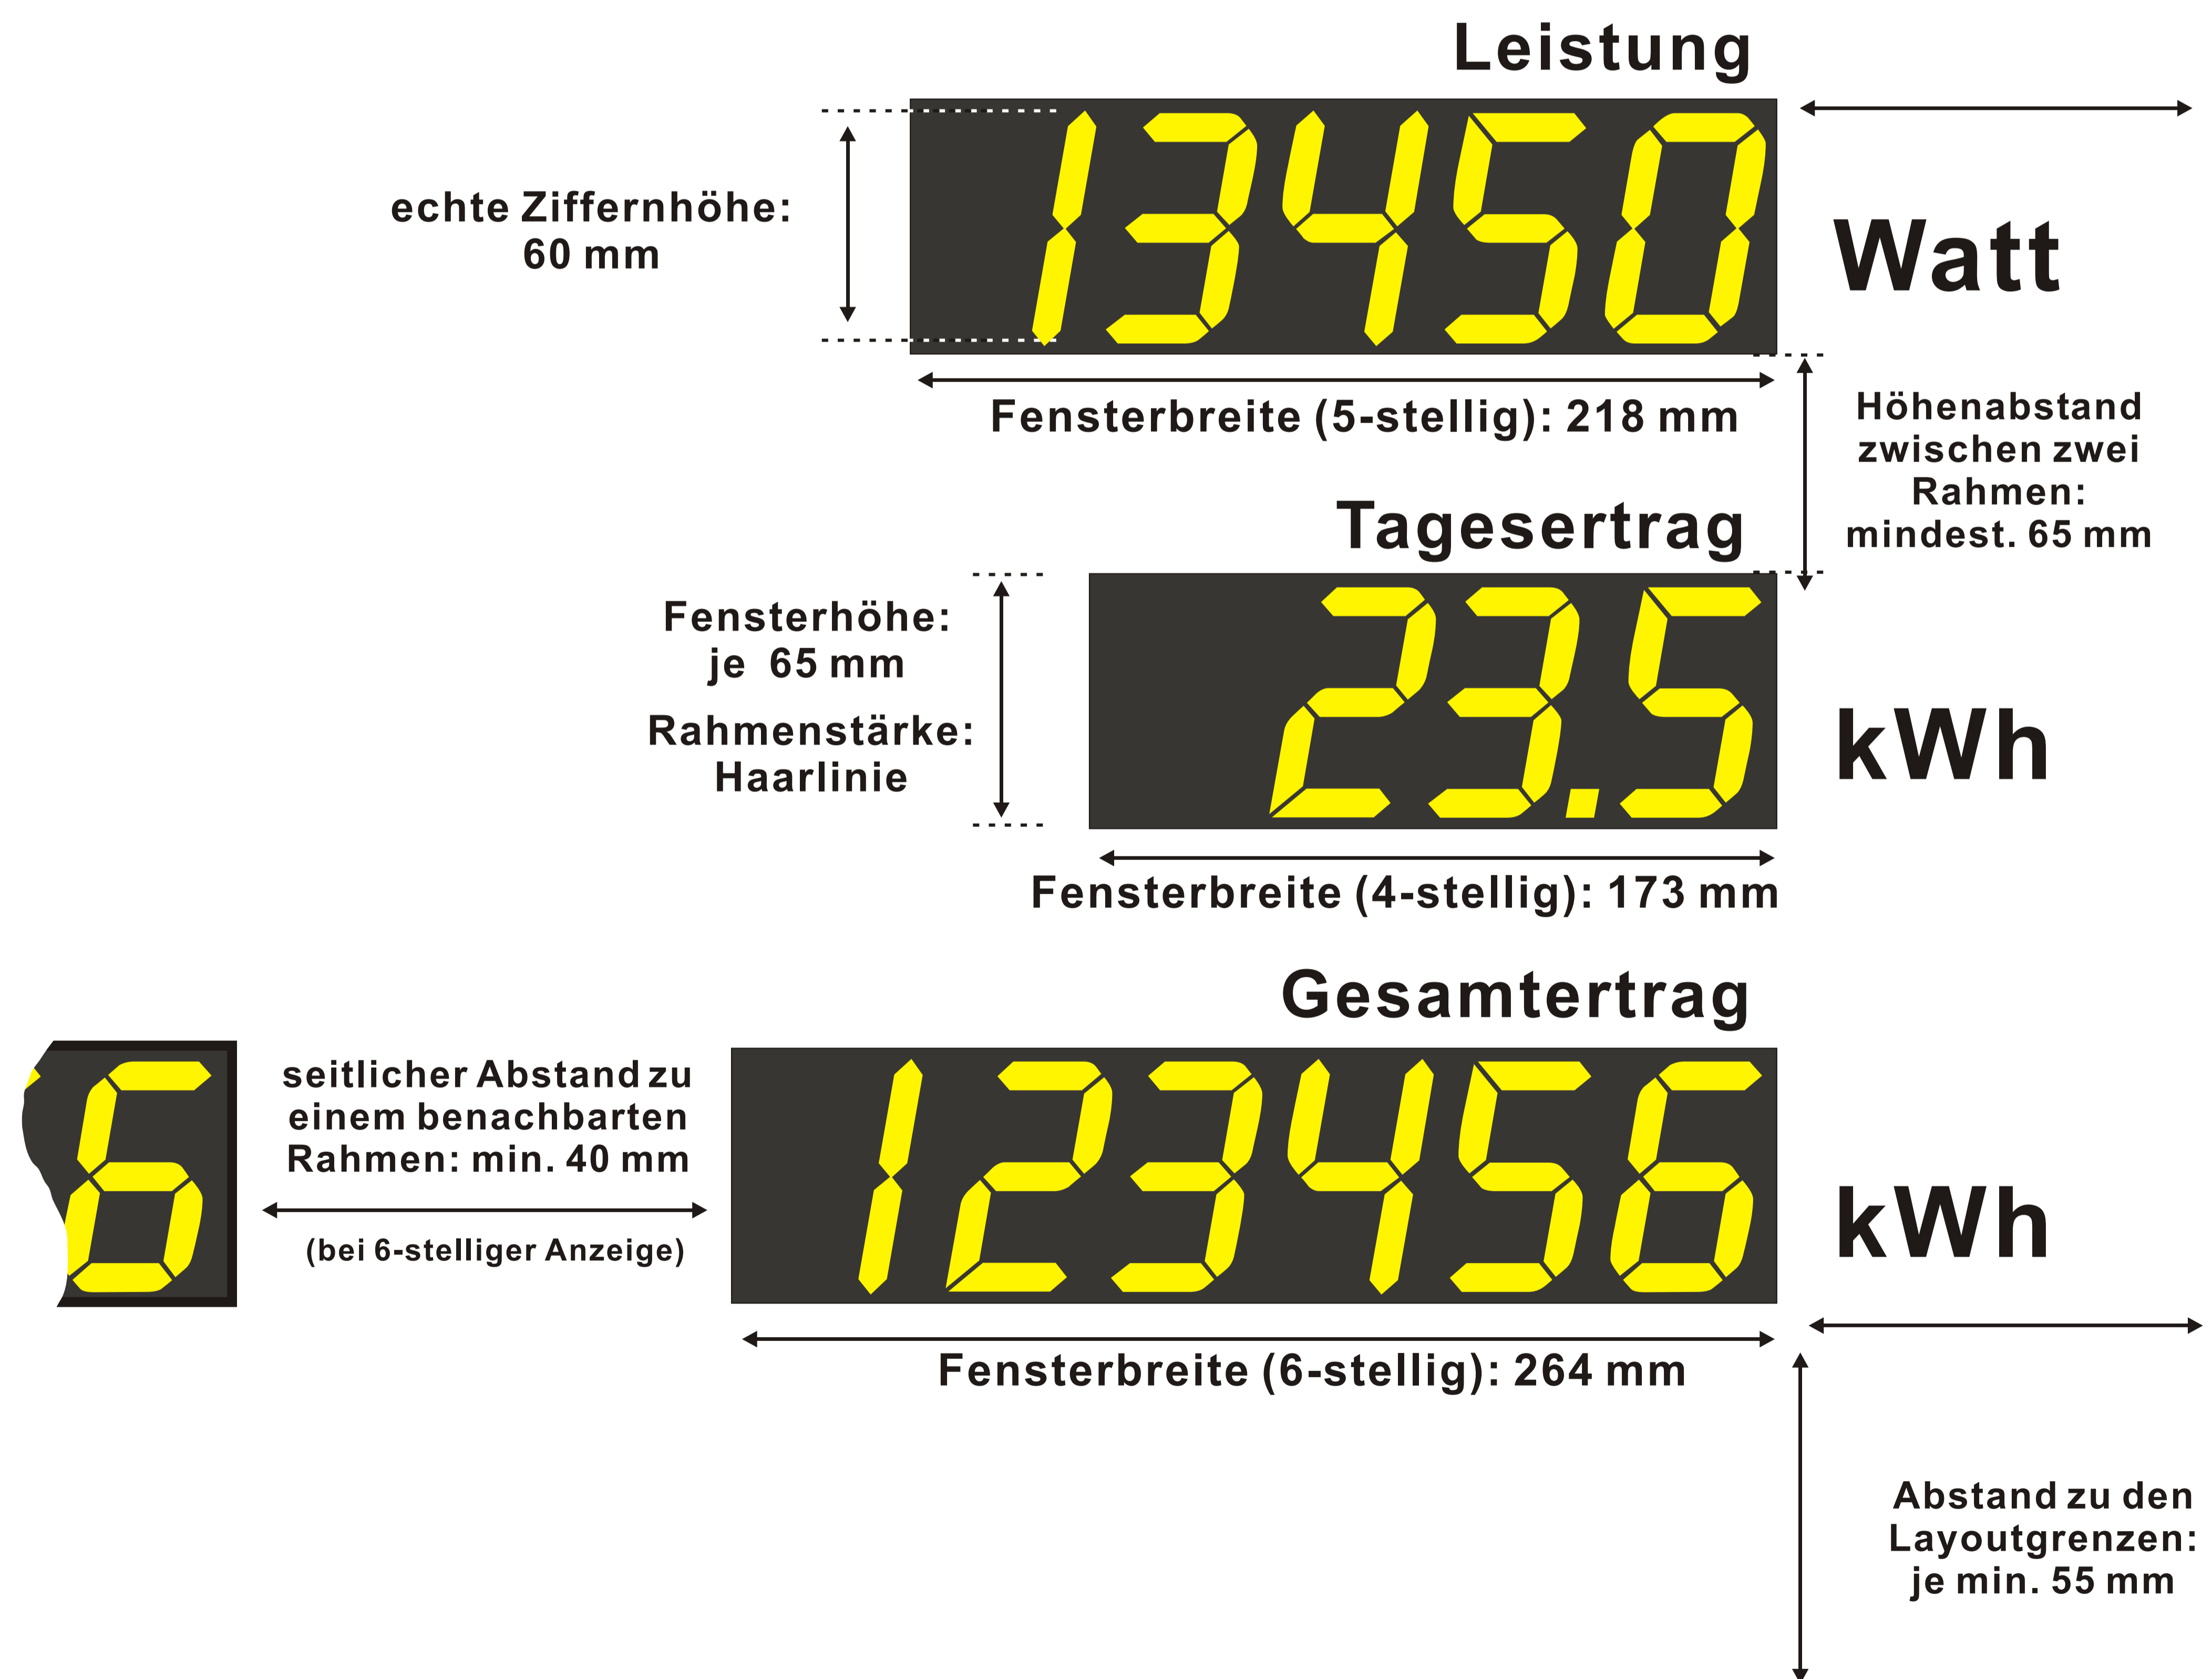 Leistung
13450
echte Ziffernhöhe:
60 mm
Watt
Fensterbreite (5-stellig): 218 mm
Höhenabstand
zwischen zwei
Rahmen:
mindest. 65 mm
Tagesertrag
23.5
Fensterhöhe:
je 65 mm
Rahmenstärke:
Haarlinie
kWh
Fensterbreite (4-stellig): 173 mm
Gesamtertrag
6
seitlicher Abstand zu
einem benachbarten
Rahmen: min. 40 mm
(bei 6-stelliger Anzeige)
123456
kWh
Fensterbreite (6-stellig): 264 mm
Abstand zu den
Layoutgrenzen:
je min. 55 mm